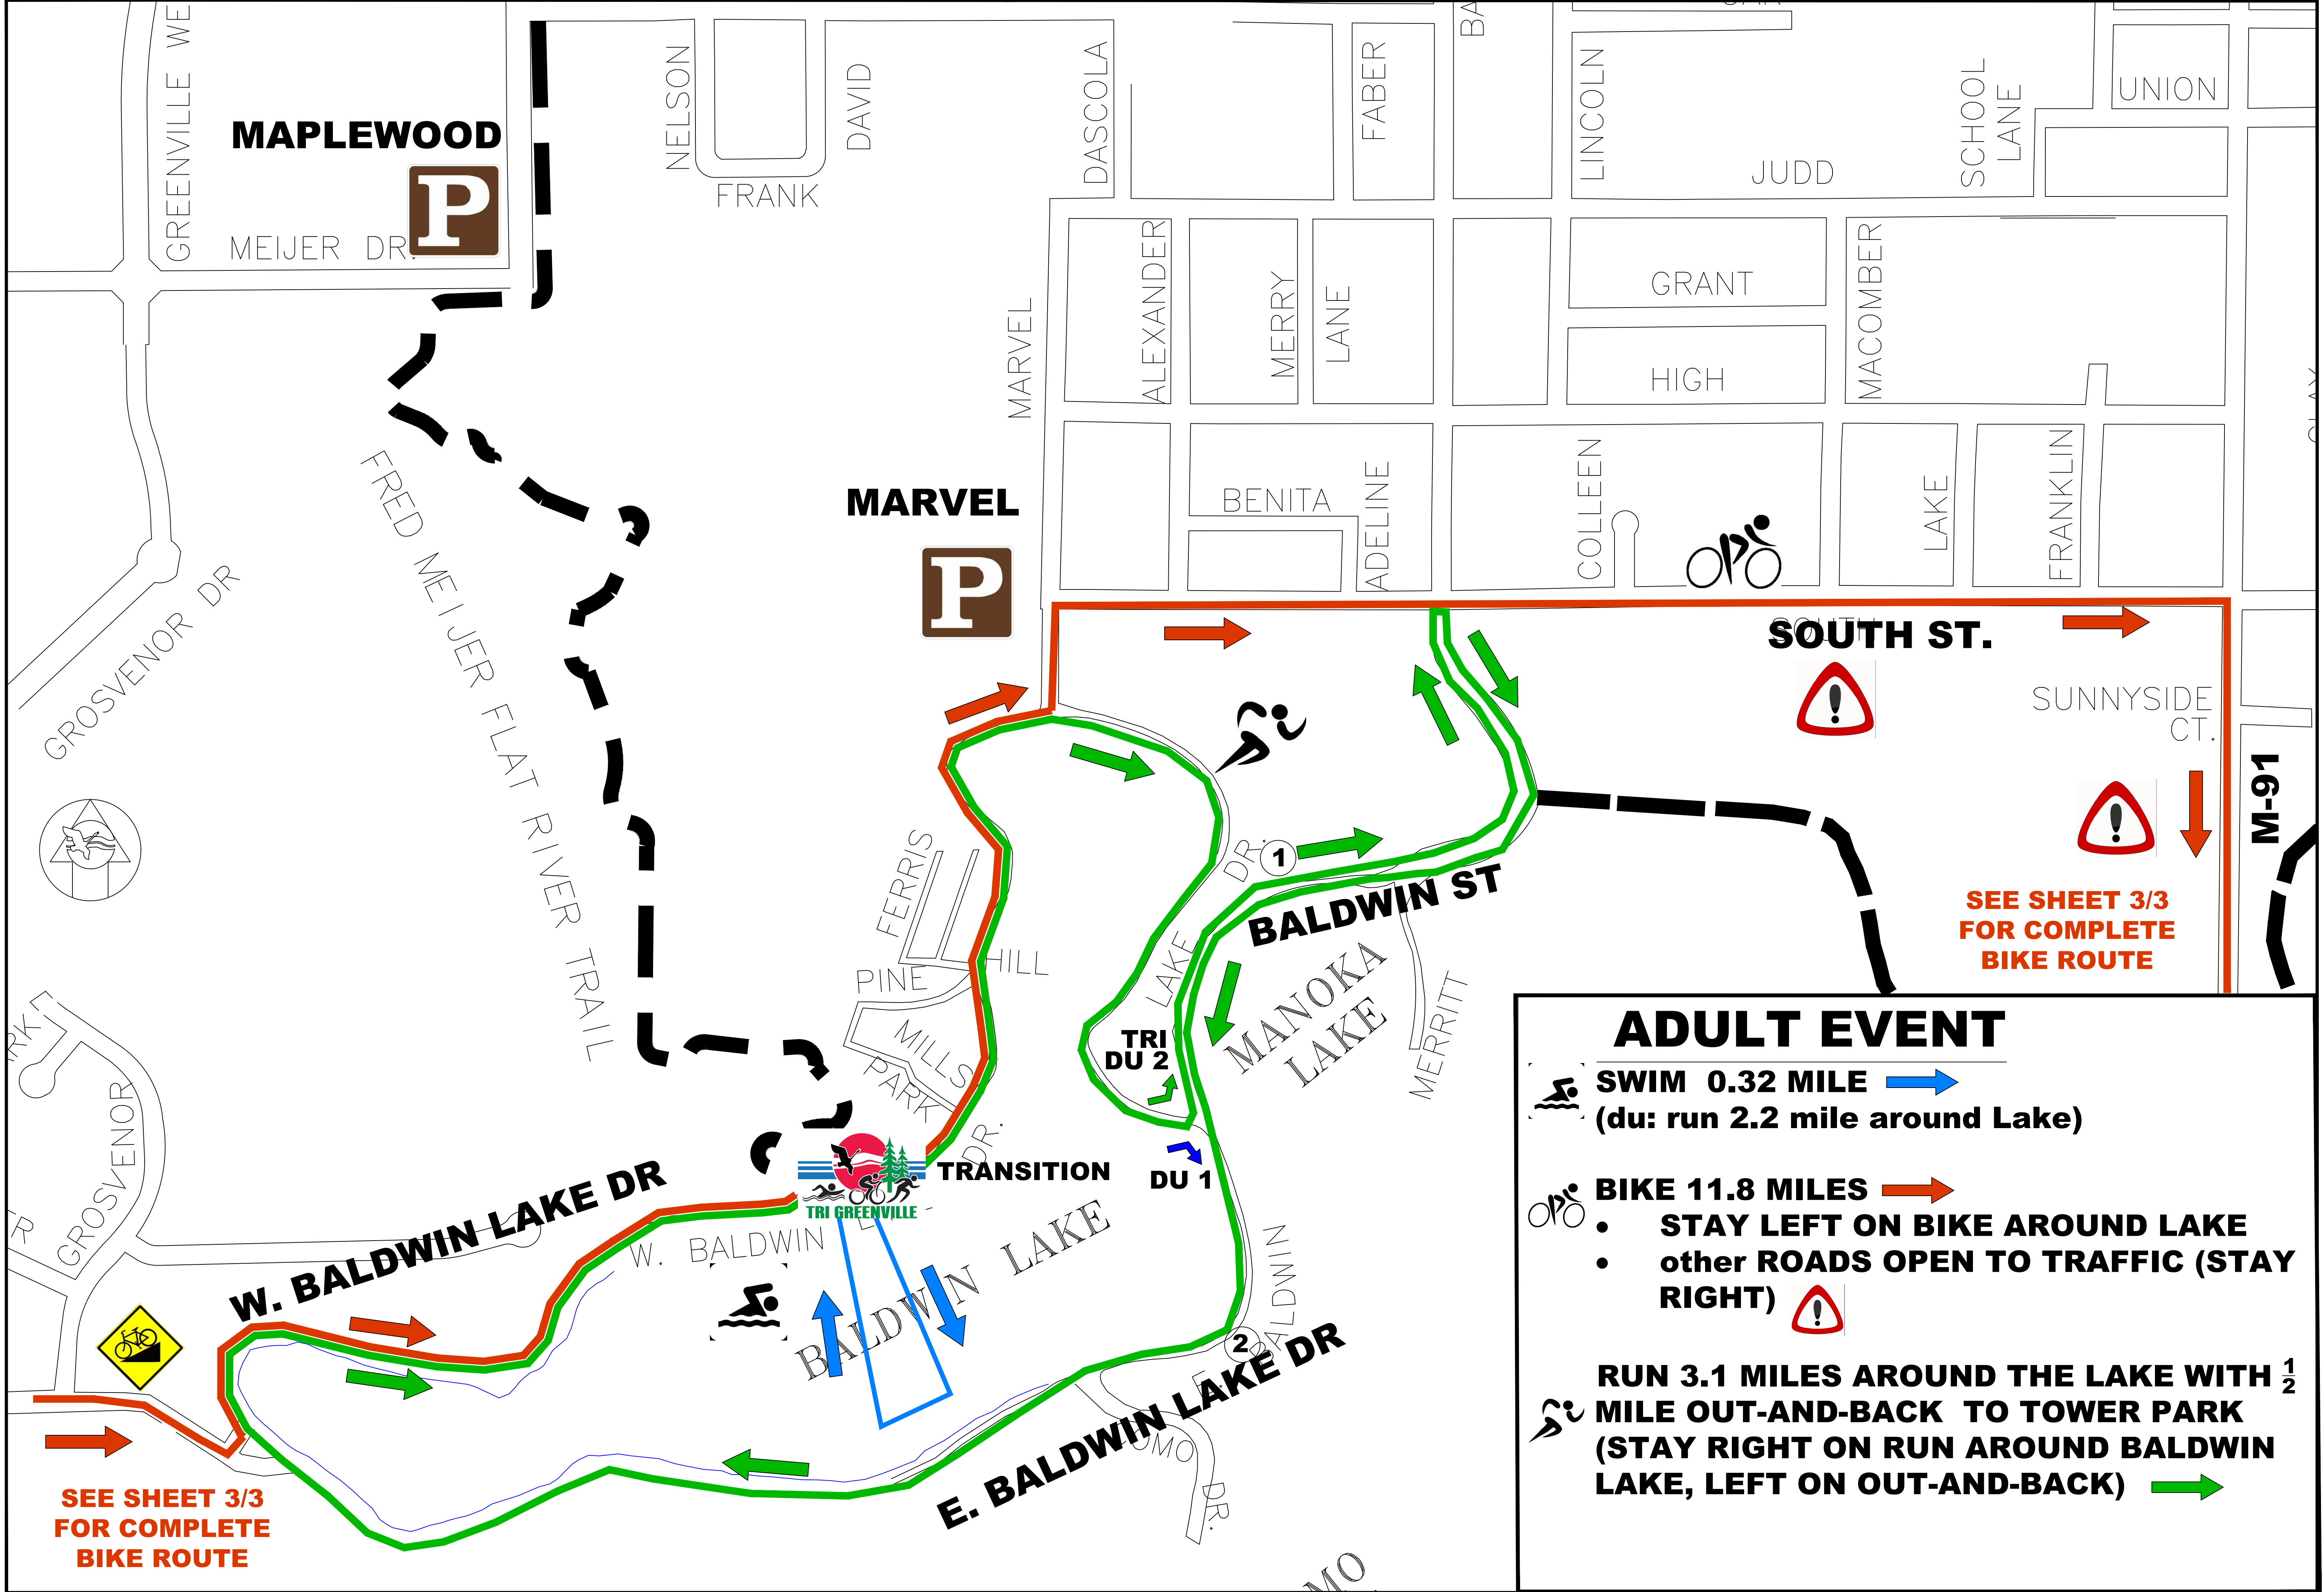 GREENVILLE WE
MAPLEWOOD
P
MEIJER DR.
NELSON
DAVID
FRANK
DASCOLA
FABER
BA
LINCOLN
JUDD
SCHOOL
LANE
UNION
MARVEL
ALEXANDER
MERRY
LANE
GRANT
HIGH
MACOMBER
MARVEL
P
BENITA
ADELINE
COLLEEN
LAKE
FRANKLIN
FRED MEIJER FLAT RIVER TRAIL
GROSVENOR DR
SOUTH
SOUTH ST.
SUNNYSIDE
CT.
M-91
FERRIS
PINE HILL
MILLS
PARK DR.
LAKE DR.
1
BALDWIN ST
MANOKA
LAKE
MERRITT
TRI
DU 2
DU 1
TRANSITION
TRI GREENVILLE
SEE SHEET 3/3
FOR COMPLETE
BIKE ROUTE
GROSVENOR
W. BALDWIN LAKE DR
W. BALDWIN
BALDWIN LAKE
E. BALDWIN
2
E. BALDWIN LAKE DR
DR.
MO
SEE SHEET 3/3
FOR COMPLETE
BIKE ROUTE
ADULT EVENT
SWIM 0.32 MILE
(du: run 2.2 mile around Lake)
BIKE 11.8 MILES
• STAY LEFT ON BIKE AROUND LAKE
• other ROADS OPEN TO TRAFFIC (STAY
RIGHT)
RUN 3.1 MILES AROUND THE LAKE WITH ½
MILE OUT-AND-BACK TO TOWER PARK
(STAY RIGHT ON RUN AROUND BALDWIN
LAKE, LEFT ON OUT-AND-BACK)